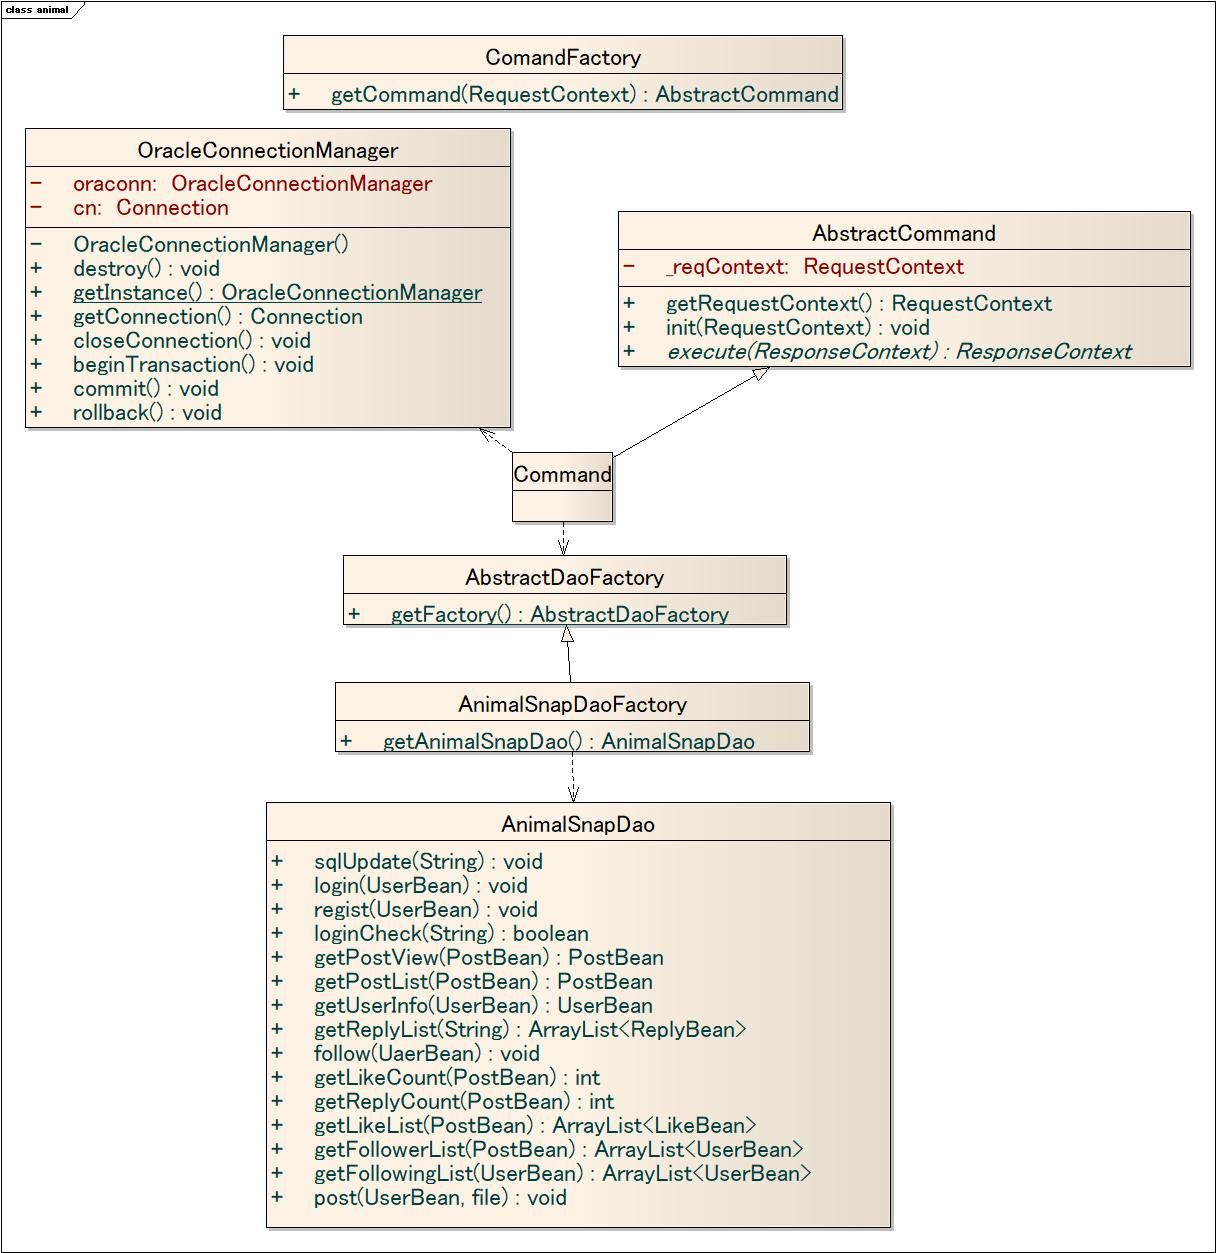 class animal
ComandFactory
+ getCommand(RequestContext) : AbstractCommand
OracleConnectionManager
- oraconn: OracleConnectionManager
- cn: Connection
- OracleConnectionManager()
+ destroy() : void
+ getInstance() : OracleConnectionManager
+ getConnection() : Connection
+ closeConnection() : void
+ beginTransaction() : void
+ commit() : void
+ rollback() : void
AbstractCommand
- _reqContext: RequestContext
+ getRequestContext() : RequestContext
+ init(RequestContext) : void
+ execute(ResponseContext) : ResponseContext
Command
AbstractDaoFactory
+ getFactory() : AbstractDaoFactory
AnimalSnapDaoFactory
+ getAnimalSnapDao() : AnimalSnapDao
AnimalSnapDao
+ sqlUpdate(String) : void
+ login(UserBean) : void
+ regist(UserBean) : void
+ loginCheck(String) : boolean
+ getPostView(PostBean) : PostBean
+ getPostList(PostBean) : PostBean
+ getUserInfo(UserBean) : UserBean
+ getReplyList(String) : ArrayList<ReplyBean>
+ follow(UaerBean) : void
+ getLikeCount(PostBean) : int
+ getReplyCount(PostBean) : int
+ getLikeList(PostBean) : ArrayList<LikeBean>
+ getFollowerList(PostBean) : ArrayList<UserBean>
+ getFollowingList(UserBean) : ArrayList<UserBean>
+ post(UserBean, file) : void